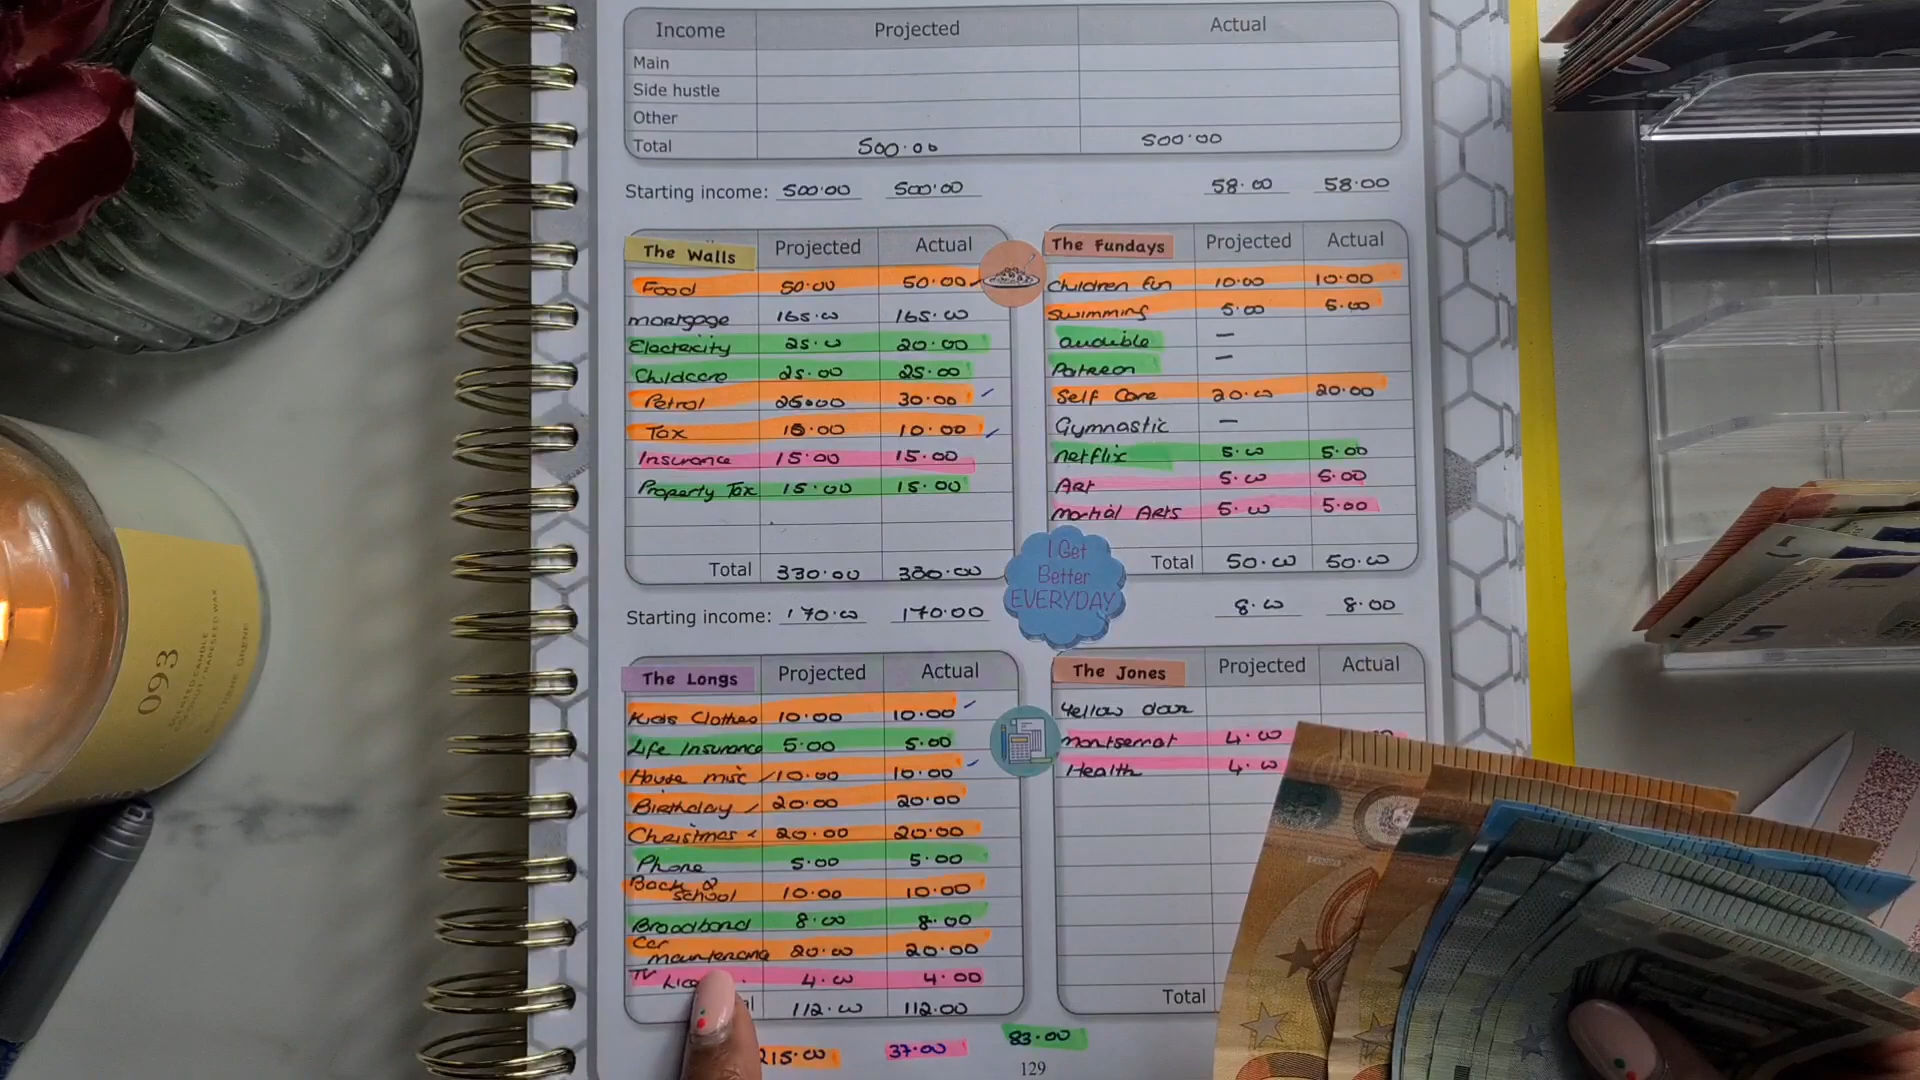 Income Projected Actual
Main
Side hustle
Other
Total 500.00 500.00
Starting income: 500.00 500.00
58.00 58.00
The Walls Projected Actual
Food 50.00 50.00
mortgage 165.00 165.00
Electricity 25.00 20.00
Childcare 25.00 25.00
Petrol 25.00 30.00
Tax 10.00 10.00
Insurance 15.00 15.00
Property Tax 15.00 15.00
Total 330.00 330.00
The Fundays Projected Actual
Children fun 10.00 10.00
Swimming 5.00 5.00
audible —
Patreon —
Self Care 20.00 20.00
Gymnastic —
netflix 5.00 5.00
Art 5.00 5.00
Martial Arts 5.00 5.00
Total 50.00 50.00
I Get
Better
EVERYDAY
Starting income: 170.00 170.00
8.00 8.00
The Longs Projected Actual
Kids Clothes 10.00 10.00
Life Insurance 5.00 5.00
House misc 10.00 10.00
Birthday 20.00 20.00
Christmas 20.00 20.00
Phone 5.00 5.00
Back 2
School 10.00 10.00
Broadband 8.00 8.00
Car
maintenance 20.00 20.00
TV 4.00 4.00
112.00 112.00
The Jones Projected Actual
Montserrat 4.00
Health 4.00
Total
215.00 37.00 83.00
129
093
5